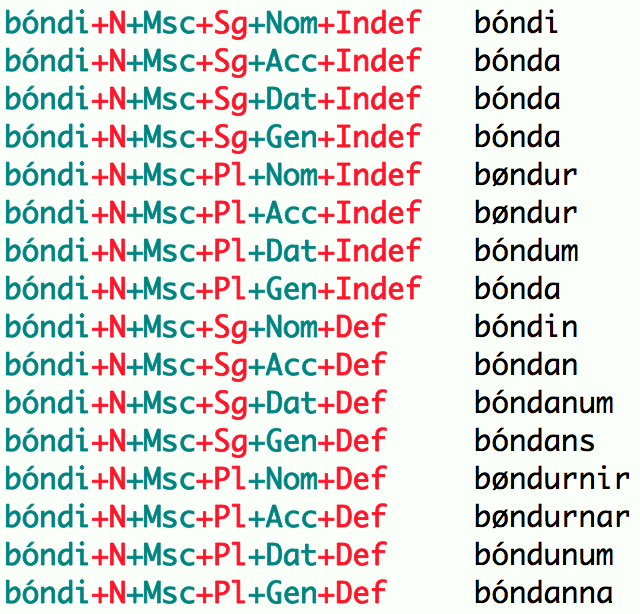 bóndi+N+Msc+Sg+Nom+Indef bóndi
bóndi+N+Msc+Sg+Acc+Indef bónda
bóndi+N+Msc+Sg+Dat+Indef bónda
bóndi+N+Msc+Sg+Gen+Indef bónda
bóndi+N+Msc+Pl+Nom+Indef bøndur
bóndi+N+Msc+Pl+Acc+Indef bøndur
bóndi+N+Msc+Pl+Dat+Indef bóndum
bóndi+N+Msc+Pl+Gen+Indef bónda
bóndi+N+Msc+Sg+Nom+Def bóndin
bóndi+N+Msc+Sg+Acc+Def bóndan
bóndi+N+Msc+Sg+Dat+Def bóndanum
bóndi+N+Msc+Sg+Gen+Def bóndans
bóndi+N+Msc+Pl+Nom+Def bøndurnir
bóndi+N+Msc+Pl+Acc+Def bøndurnar
bóndi+N+Msc+Pl+Dat+Def bóndunum
bóndi+N+Msc+Pl+Gen+Def bóndanna